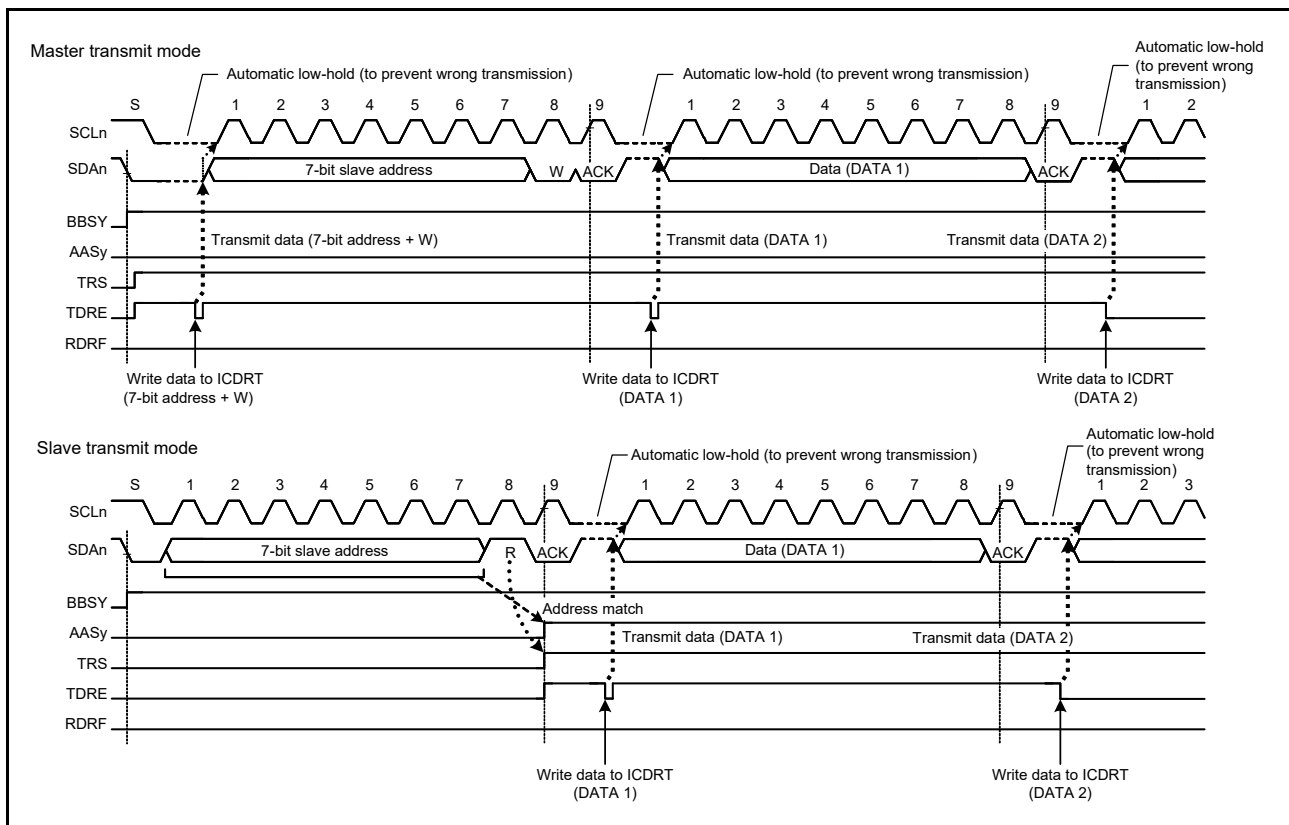 Master transmit mode
Automatic low-hold (to prevent wrong transmission)
Automatic low-hold (to prevent wrong transmission)
Automatic low-hold
(to prevent wrong
transmission)
S 1 2 3 4 5 6 7 8 9 1 2 3 4 5 6 7 8 9 1 2
SCLn
SDAn 7-bit slave address W ACK Data (DATA 1) ACK
BBSY
Transmit data (7-bit address + W) Transmit data (DATA 1) Transmit data (DATA 2)
AASy
TRS
TDRE
RDRF
Write data to ICDRT
(7-bit address + W)
Write data to ICDRT
(DATA 1)
Write data to ICDRT
(DATA 2)
Slave transmit mode
Automatic low-hold (to prevent wrong transmission)
Automatic low-hold
(to prevent wrong
transmission)
S 1 2 3 4 5 6 7 8 9 1 2 3 4 5 6 7 8 9 1 2 3
SCLn
SDAn 7-bit slave address R ACK Data (DATA 1) ACK
BBSY
Address match
AASy
Transmit data (DATA 1) Transmit data (DATA 2)
TRS
TDRE
RDRF
Write data to ICDRT
(DATA 1)
Write data to ICDRT
(DATA 2)